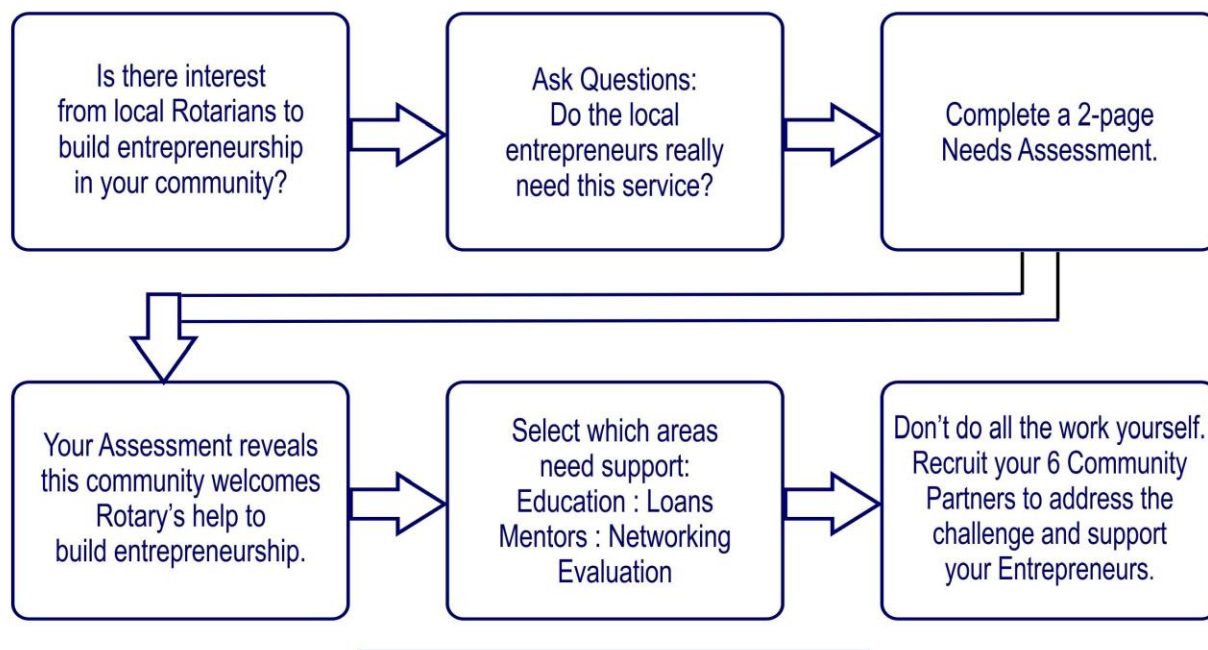 Is there interest
from local Rotarians to
build entrepreneurship
in your community?
Ask Questions:
Do the local
entrepreneurs really
need this service?
Complete a 2-page
Needs Assessment.
Your Assessment reveals
this community welcomes
Rotary’s help to
build entrepreneurship.
Select which areas
need support:
Education : Loans
Mentors : Networking
Evaluation
Don’t do all the work yourself.
Recruit your 6 Community
Partners to address the
challenge and support
your Entrepreneurs.